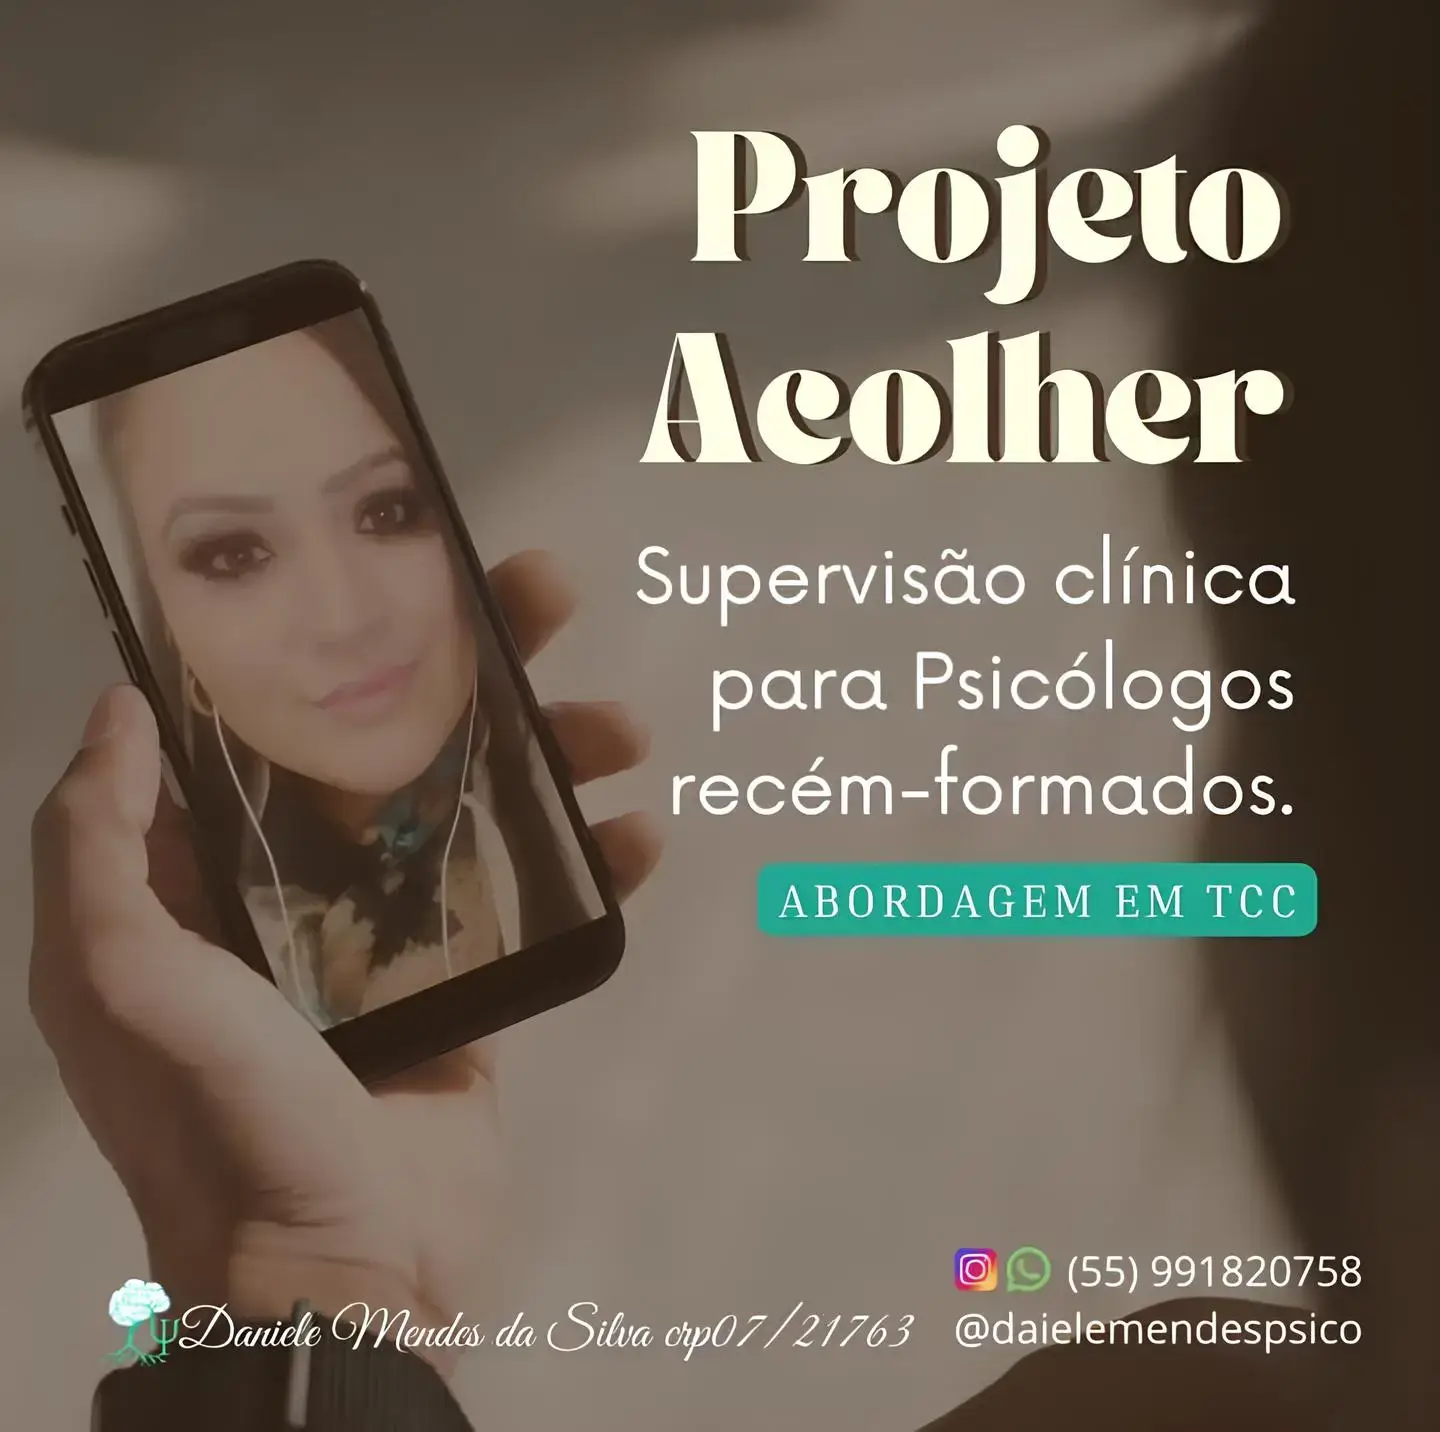 Projeto
Acolher
Supervisão clínica
para Psicólogos
recém-formados.
ABORDAGEM EM TCC
(55) 991820758
@daielemendespsico
Daniele Mendes da Silva crp07/21763